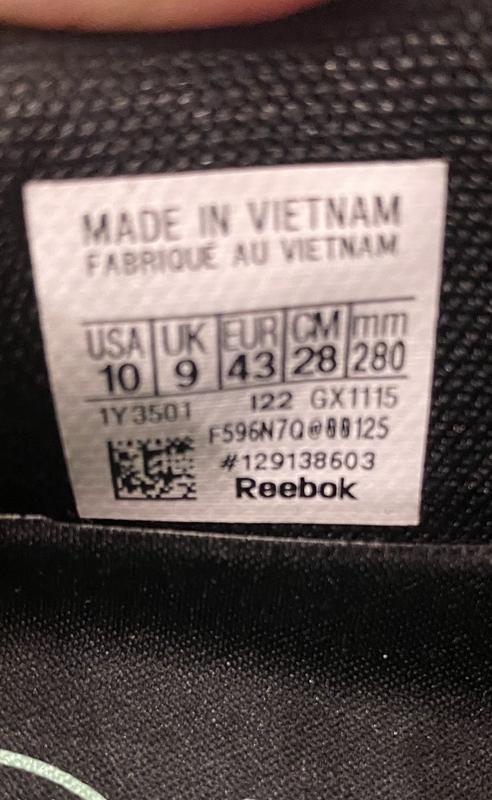 MADE IN VIETNAM
FABRIQUÉ AU VIETNAM
USA UK EUR CM mm
10 9 43 28 280
1Y3501 122 GX1115
F596N7Q@00125
#129138603
Reebok